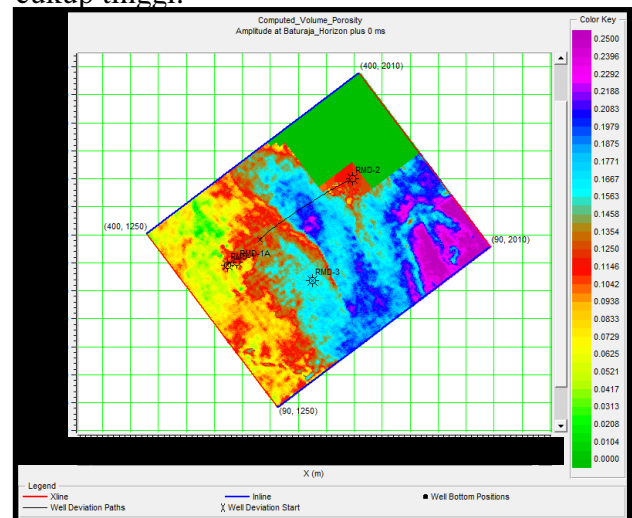 cukup tinggi.
Computed_Volume_Porosity
Amplitude at Baturaja_Horizon plus 0 ms
Color Key
(400, 2010)
RMD-2
(400, 1250)
(90, 2010)
RMD-1A
RMD-3
(90, 1250)
0.2500
0.2396
0.2292
0.2188
0.2083
0.1979
0.1875
0.1771
0.1667
0.1563
0.1458
0.1354
0.1250
0.1146
0.1042
0.0938
0.0833
0.0729
0.0625
0.0521
0.0417
0.0313
0.0208
0.0104
0.0000
X (m)
Legend
Xline Inline Well Bottom Positions
Well Deviation Paths Well Deviation Start